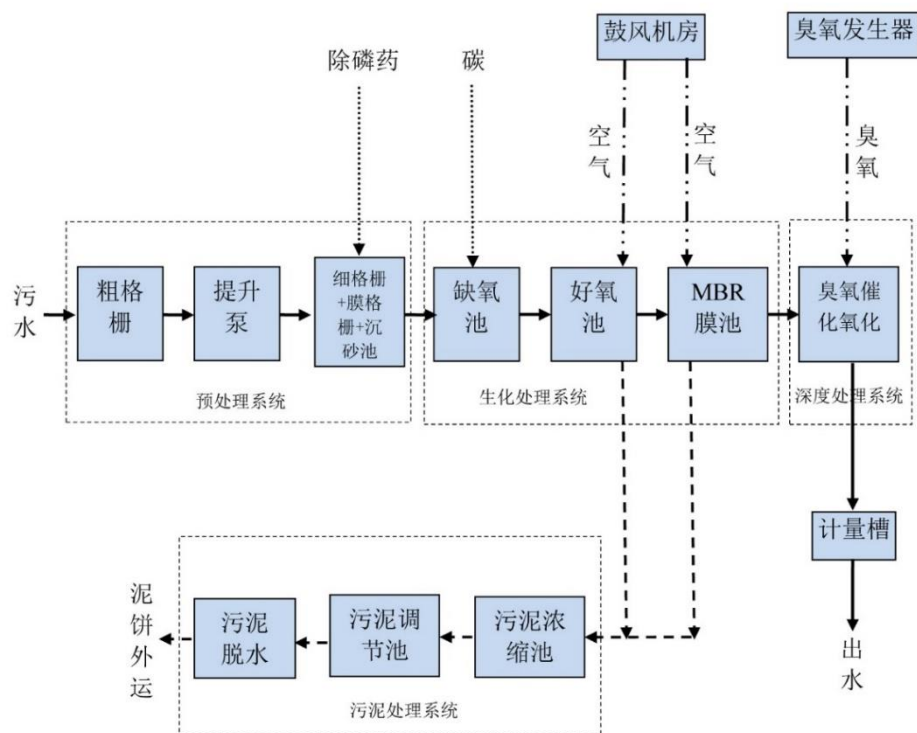 鼓风机房
臭氧发生器
除磷药
碳
空气
空气
臭氧
污水
粗格
栅
提升
泵
细格栅
+膜格
栅+沉
砂池
缺氧
池
好氧
池
MBR
膜池
臭氧催
化氧化
预处理系统
生化处理系统
深度处理系统
计量槽
泥饼外运
污泥
脱水
污泥调
节池
污泥浓
缩池
出水
污泥处理系统